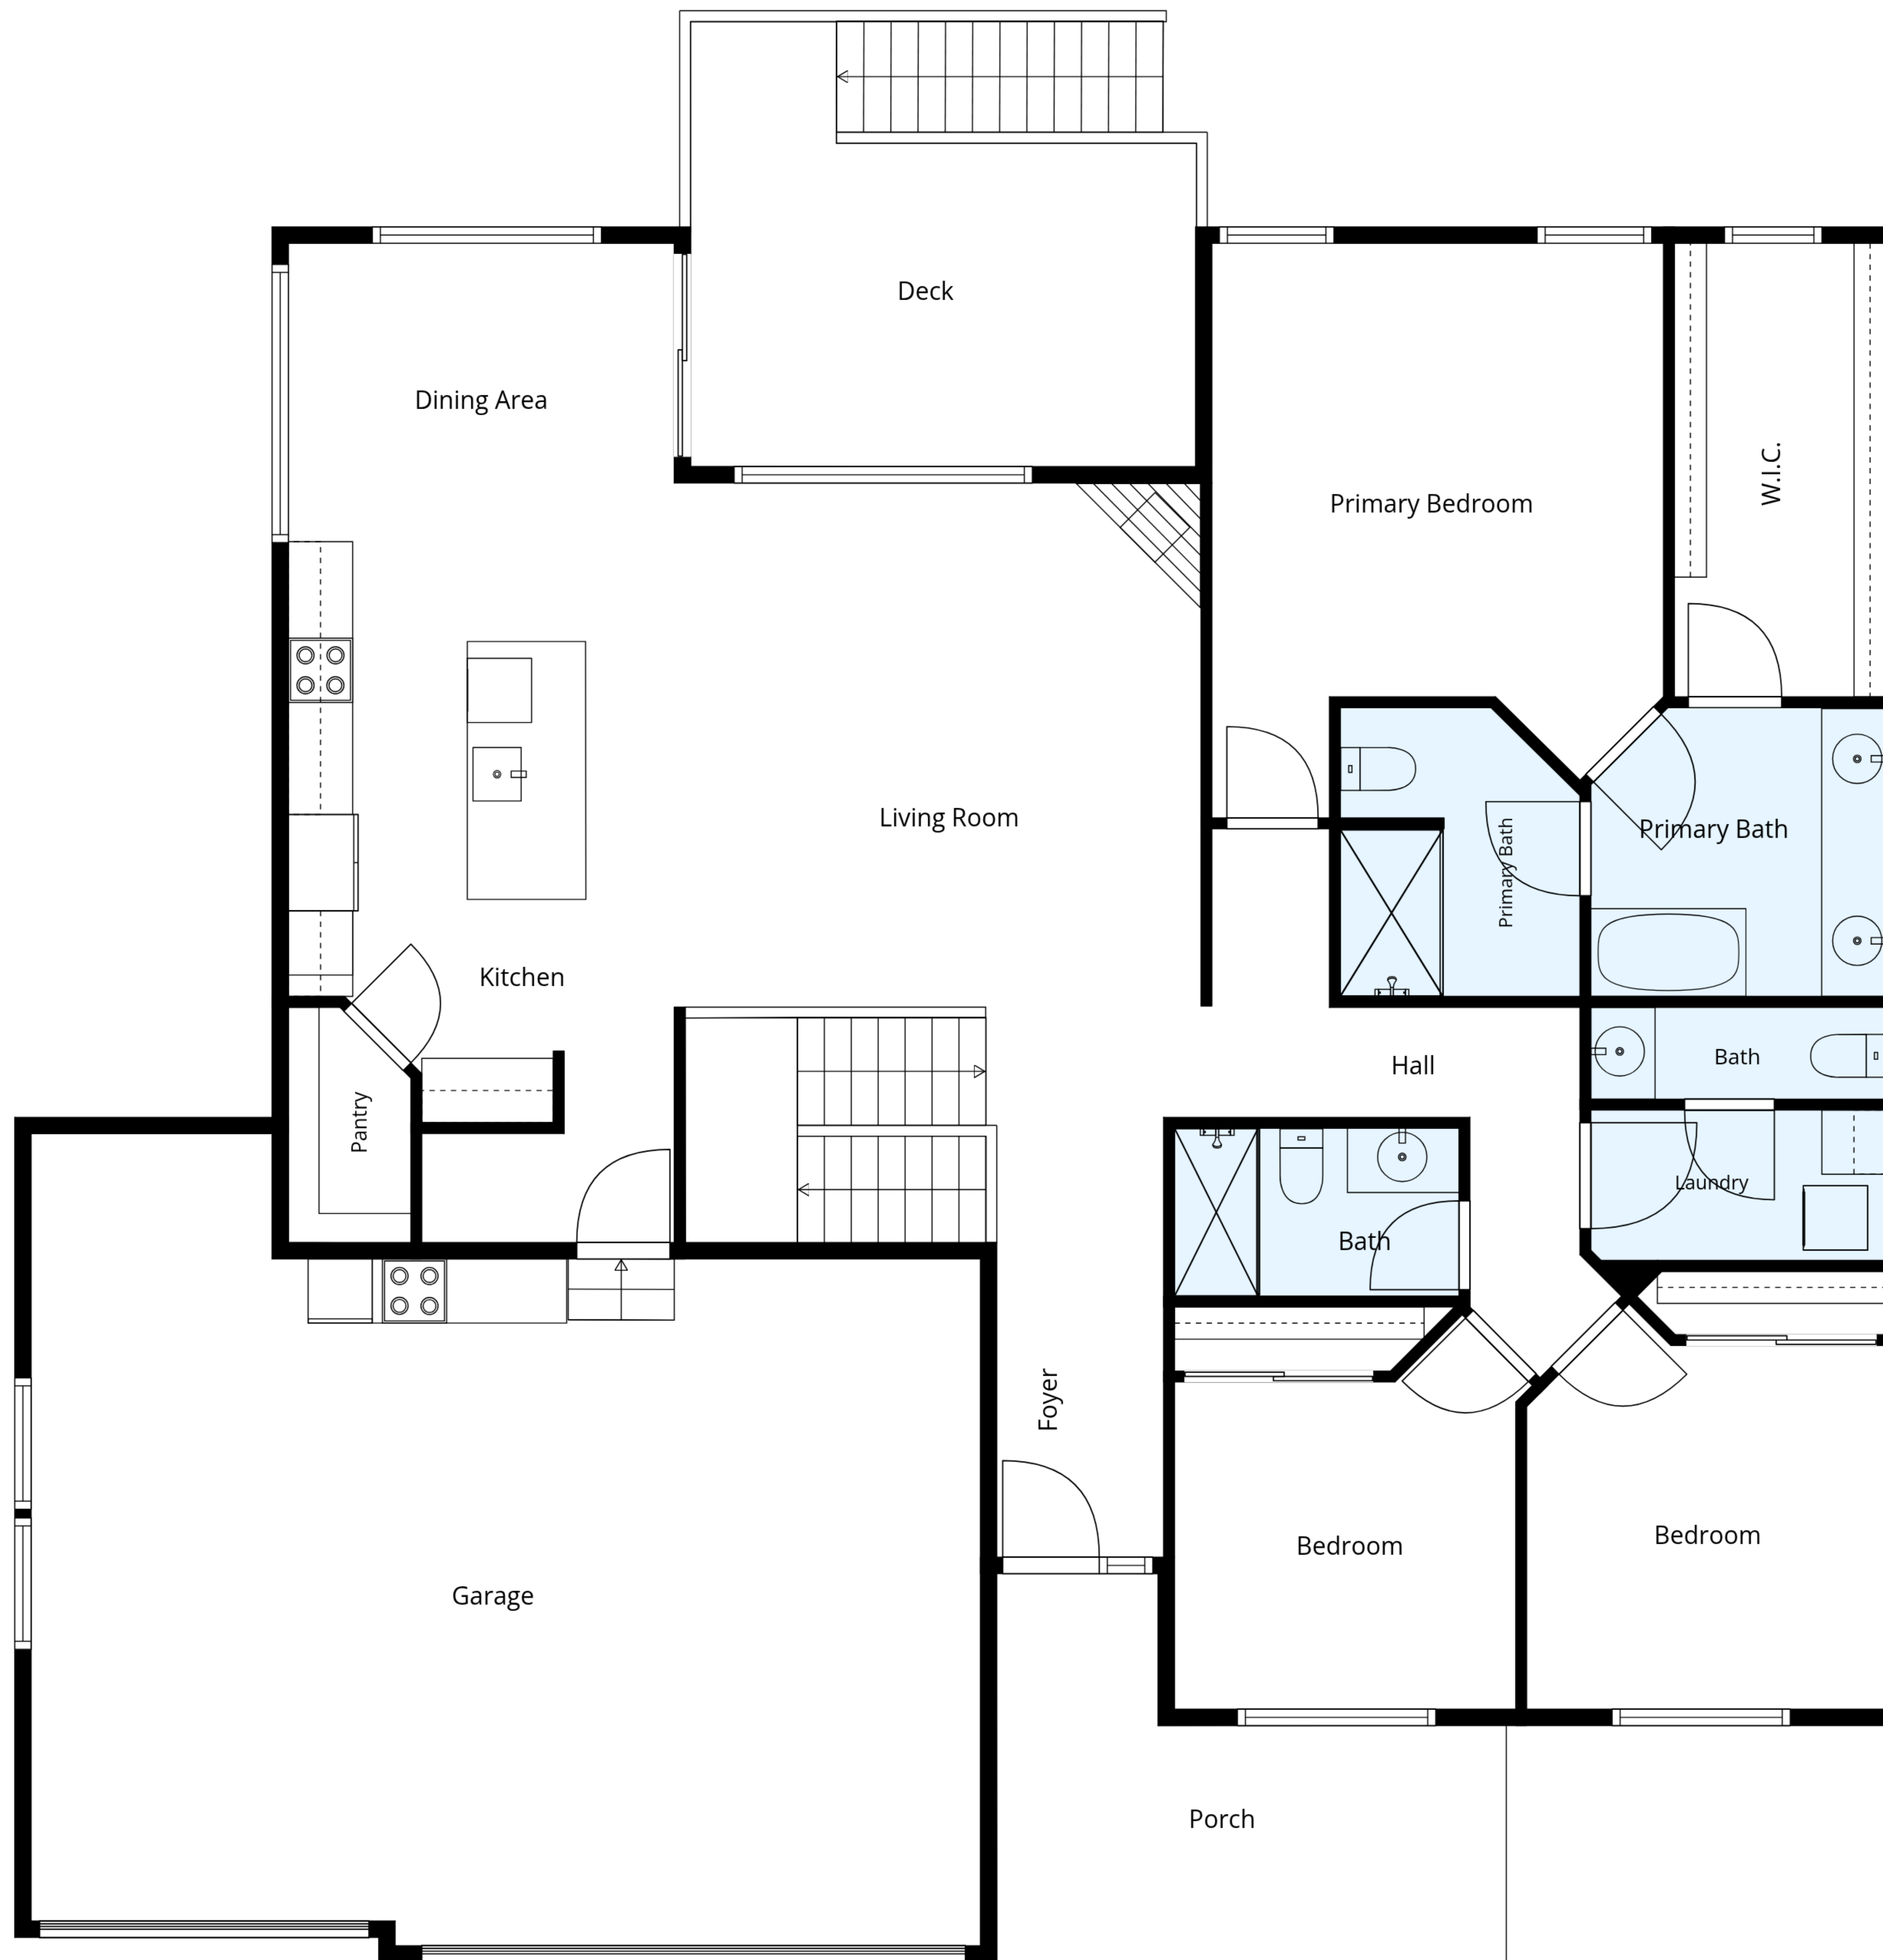 Deck
Dining Area
W.I.C.
Primary Bedroom
Living Room
Primary Bath
Primary Bath
Kitchen
Bath
Hall
Pantry
Laundry
Bath
Foyer
Bedroom
Bedroom
Garage
Porch